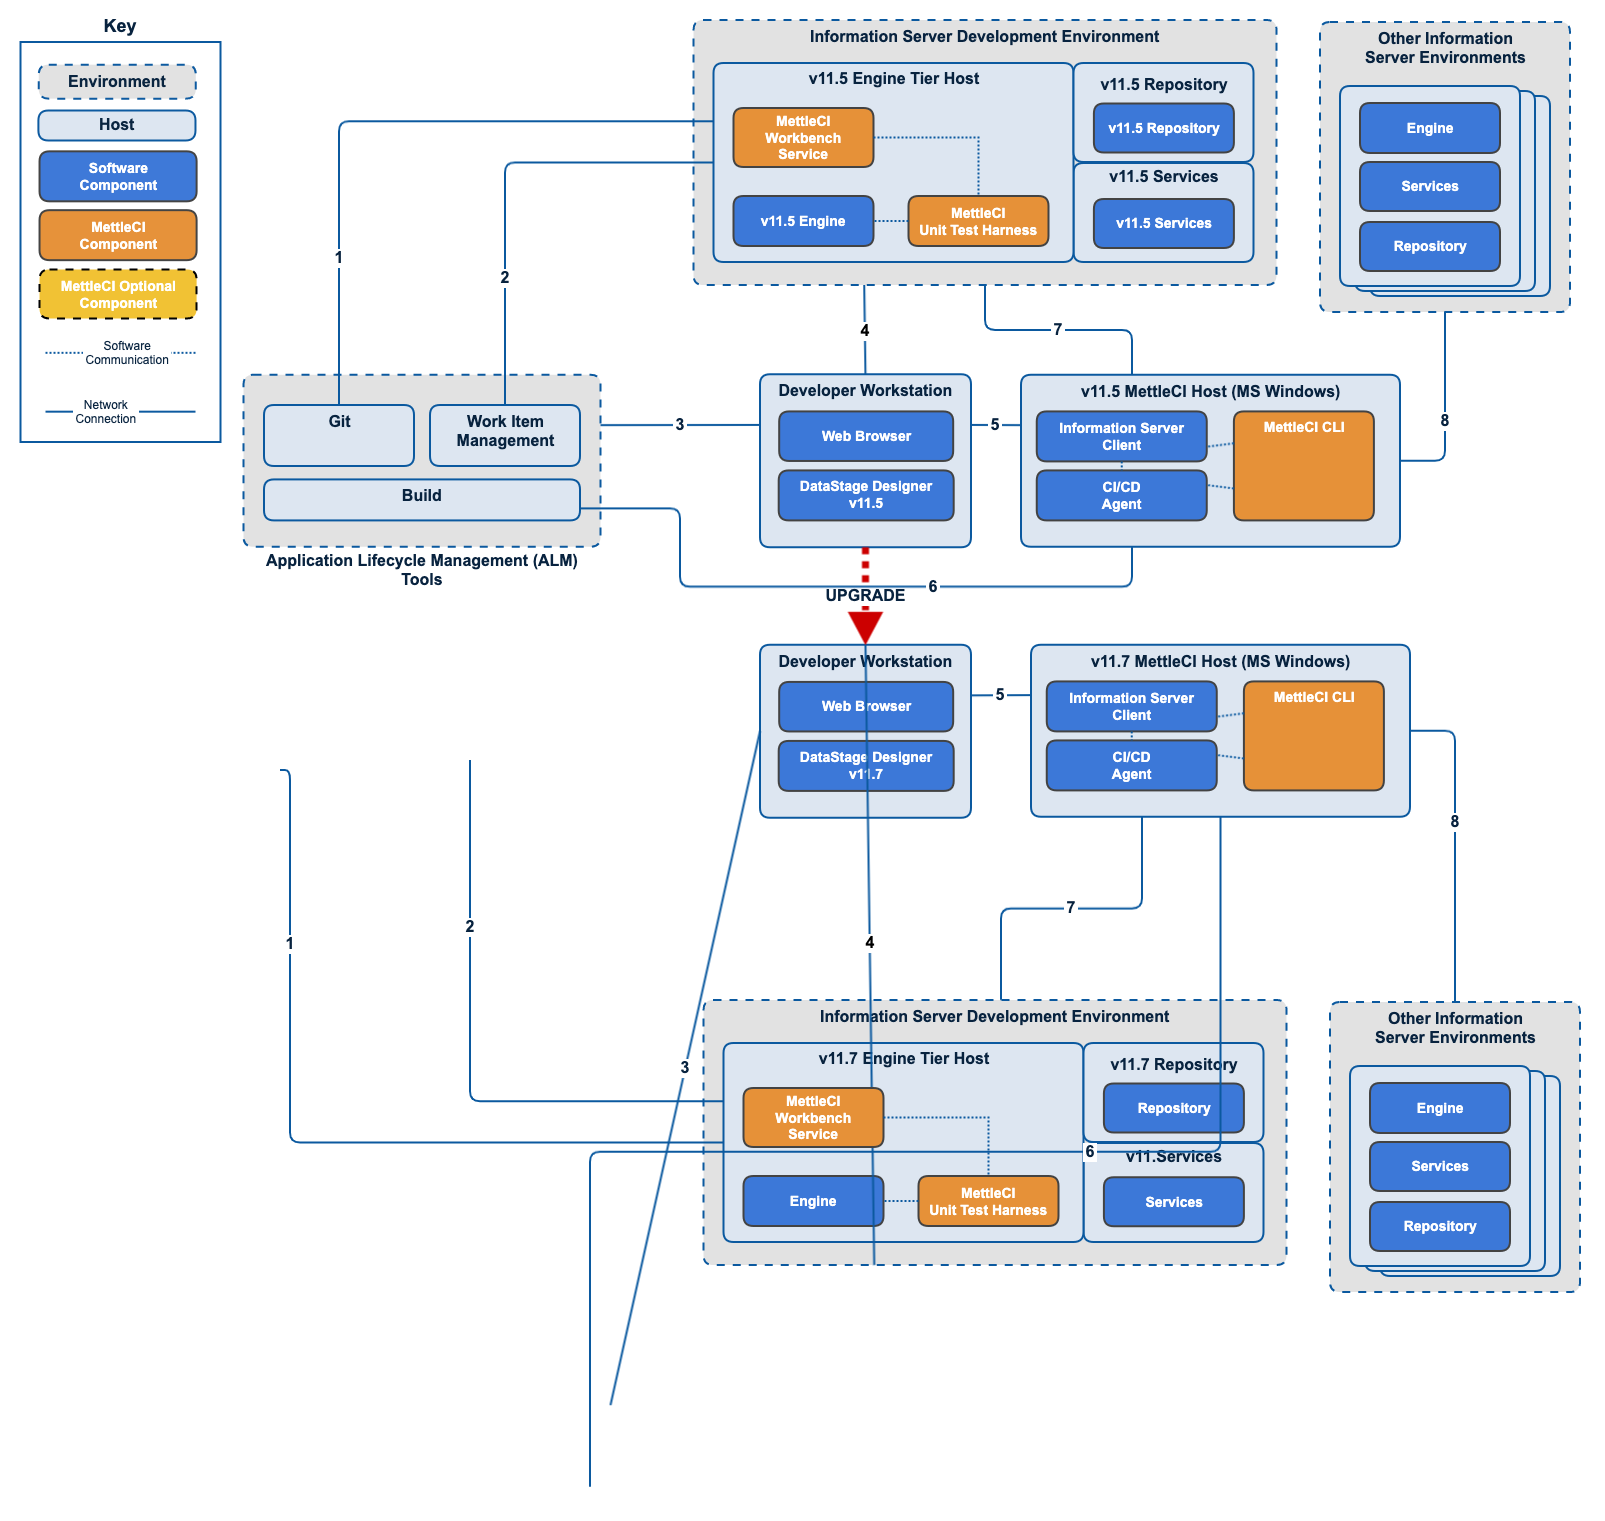 Key
Environment
Host
Software
Component
MettleCI
Component
MettleCI Optional
Component
Software
Communication
Network
Connection
Information Server Development Environment
v11.5 Engine Tier Host
MettleCI
Workbench
Service
v11.5 Engine
MettleCI
Unit Test Harness
v11.5 Repository
v11.5 Repository
v11.5 Services
v11.5 Services
Other Information
Server Environments
Engine
Services
Repository
1
2
4
7
8
Git
Work Item
Management
Build
Application Lifecycle Management (ALM)
Tools
3
Developer Workstation
Web Browser
DataStage Designer
v11.5
5
v11.5 MettleCI Host (MS Windows)
Information Server
Client
CI/CD
Agent
MettleCI CLI
6
UPGRADE
Developer Workstation
Web Browser
DataStage Designer
v11.7
5
v11.7 MettleCI Host (MS Windows)
Information Server
Client
CI/CD
Agent
MettleCI CLI
8
7
2
1
4
3
Information Server Development Environment
v11.7 Engine Tier Host
MettleCI
Workbench
Service
Engine
MettleCI
Unit Test Harness
v11.7 Repository
Repository
6
v11.Services
Services
Other Information
Server Environments
Engine
Services
Repository